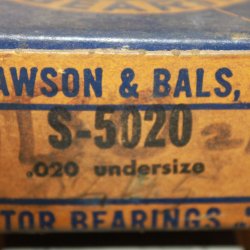 AWSON & BALS,
S-5020
.020 undersize
TOR BEARINGS,